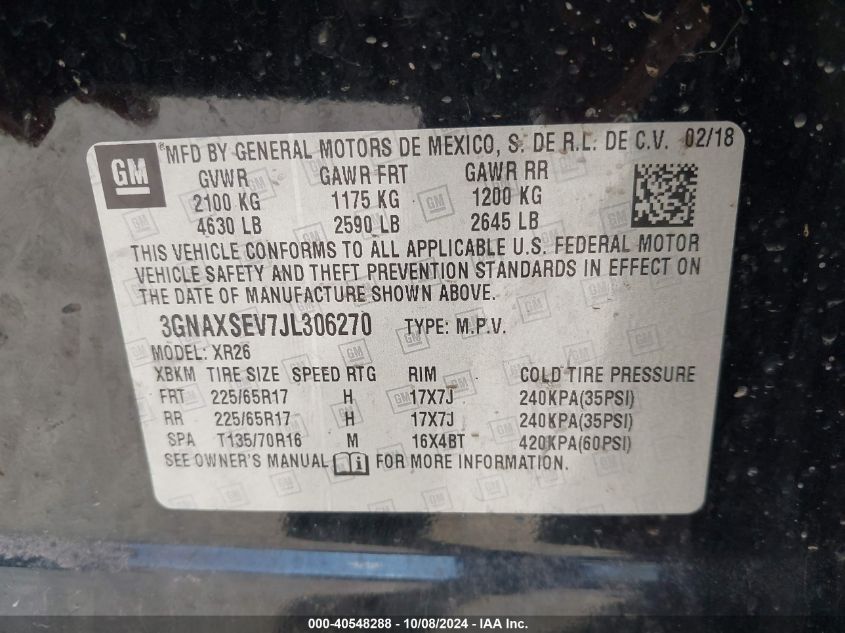 GM
®MFD BY GENERAL MOTORS DE MEXICO, S. DE R.L. DE C.V. 02/18
GVWR GAWR FRT GAWR RR
2100 KG 1175 KG 1200 KG
4630 LB 2590 LB 2645 LB
THIS VEHICLE CONFORMS TO ALL APPLICABLE U.S. FEDERAL MOTOR
VEHICLE SAFETY AND THEFT PREVENTION STANDARDS IN EFFECT ON
THE DATE OF MANUFACTURE SHOWN ABOVE.
3GNAXSEV7JL306270 TYPE: M.P.V.
MODEL: XR26
XBKM TIRE SIZE SPEED RTG RIM COLD TIRE PRESSURE
FRT 225/65R17 H 17X7J 240KPA(35PSI)
RR 225/65R17 H 17X7J 240KPA(35PSI)
SPA T135/70R16 M 16X4BT 420KPA(60PSI)
SEE OWNER'S MANUAL FOR MORE INFORMATION.
000-40548288 - 10/08/2024 - IAA Inc.